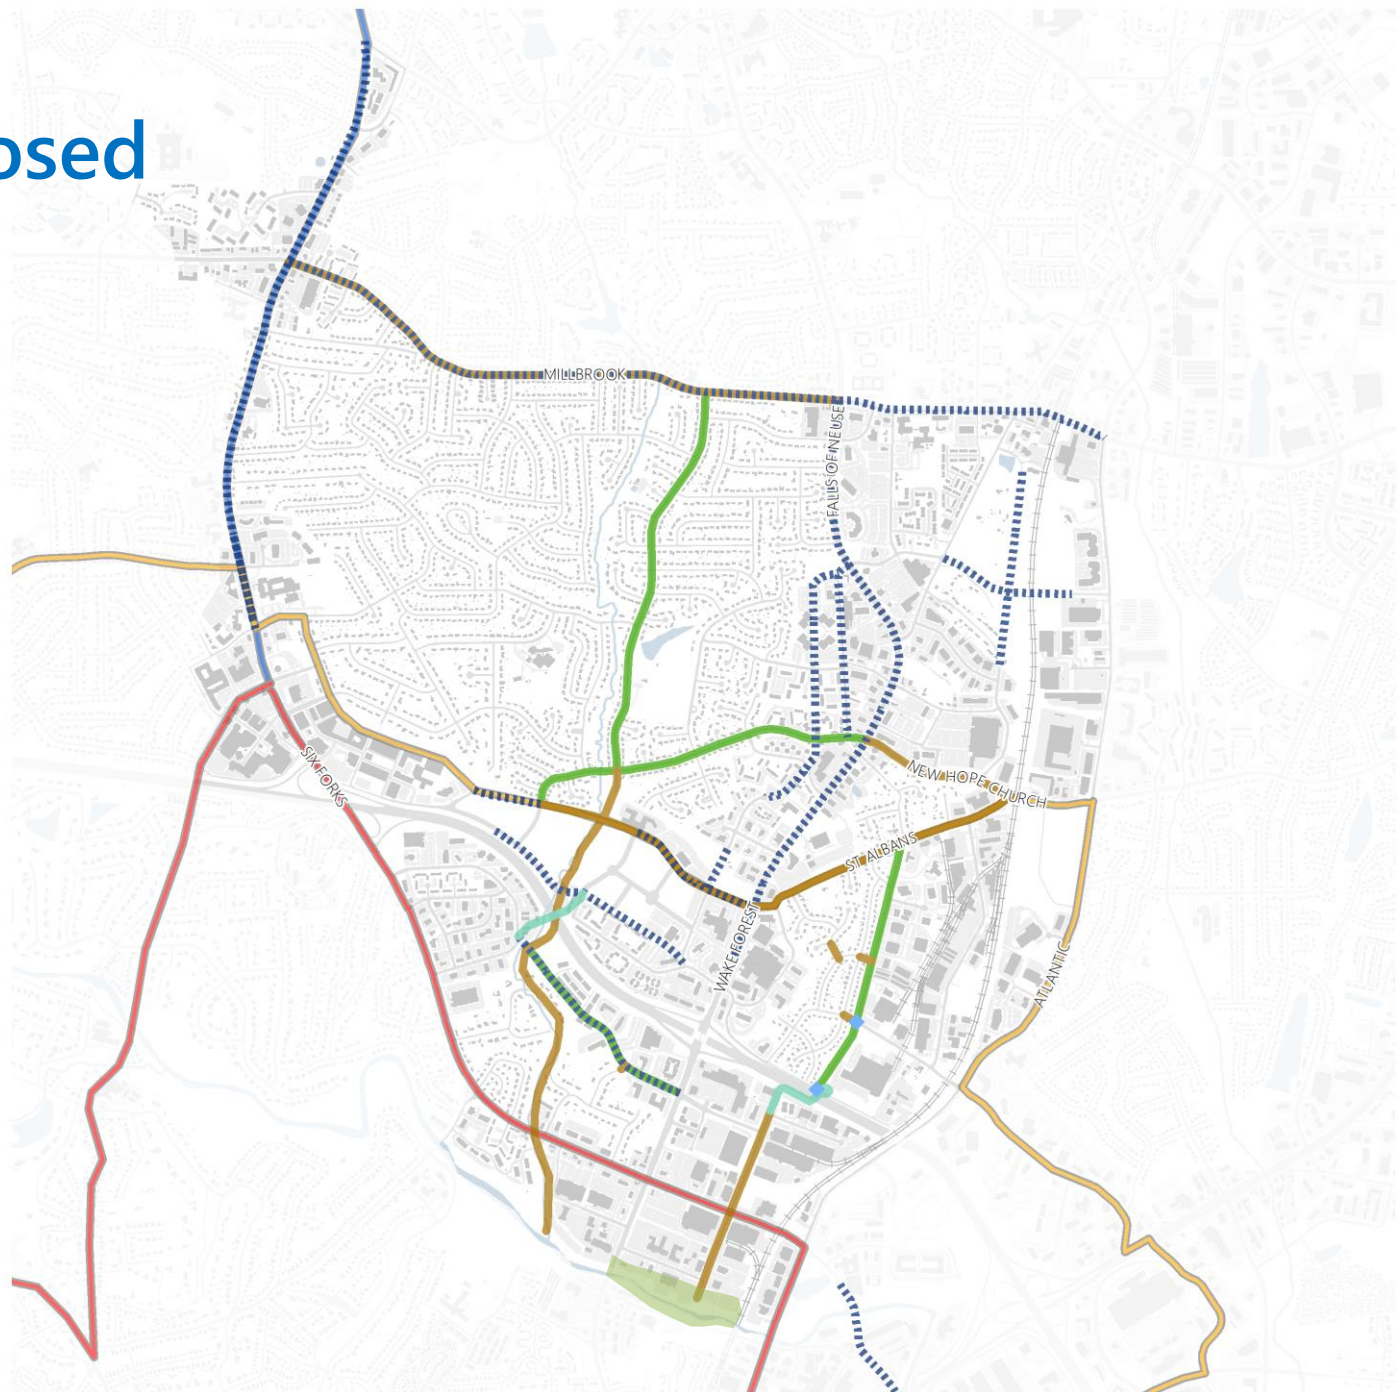 osed
MILLBROOK
FALLS OF NEUSE
SIX FORKS
NEW HOPE CHURCH
ST. ALBANS
WAKE FOREST
ATLANTIC